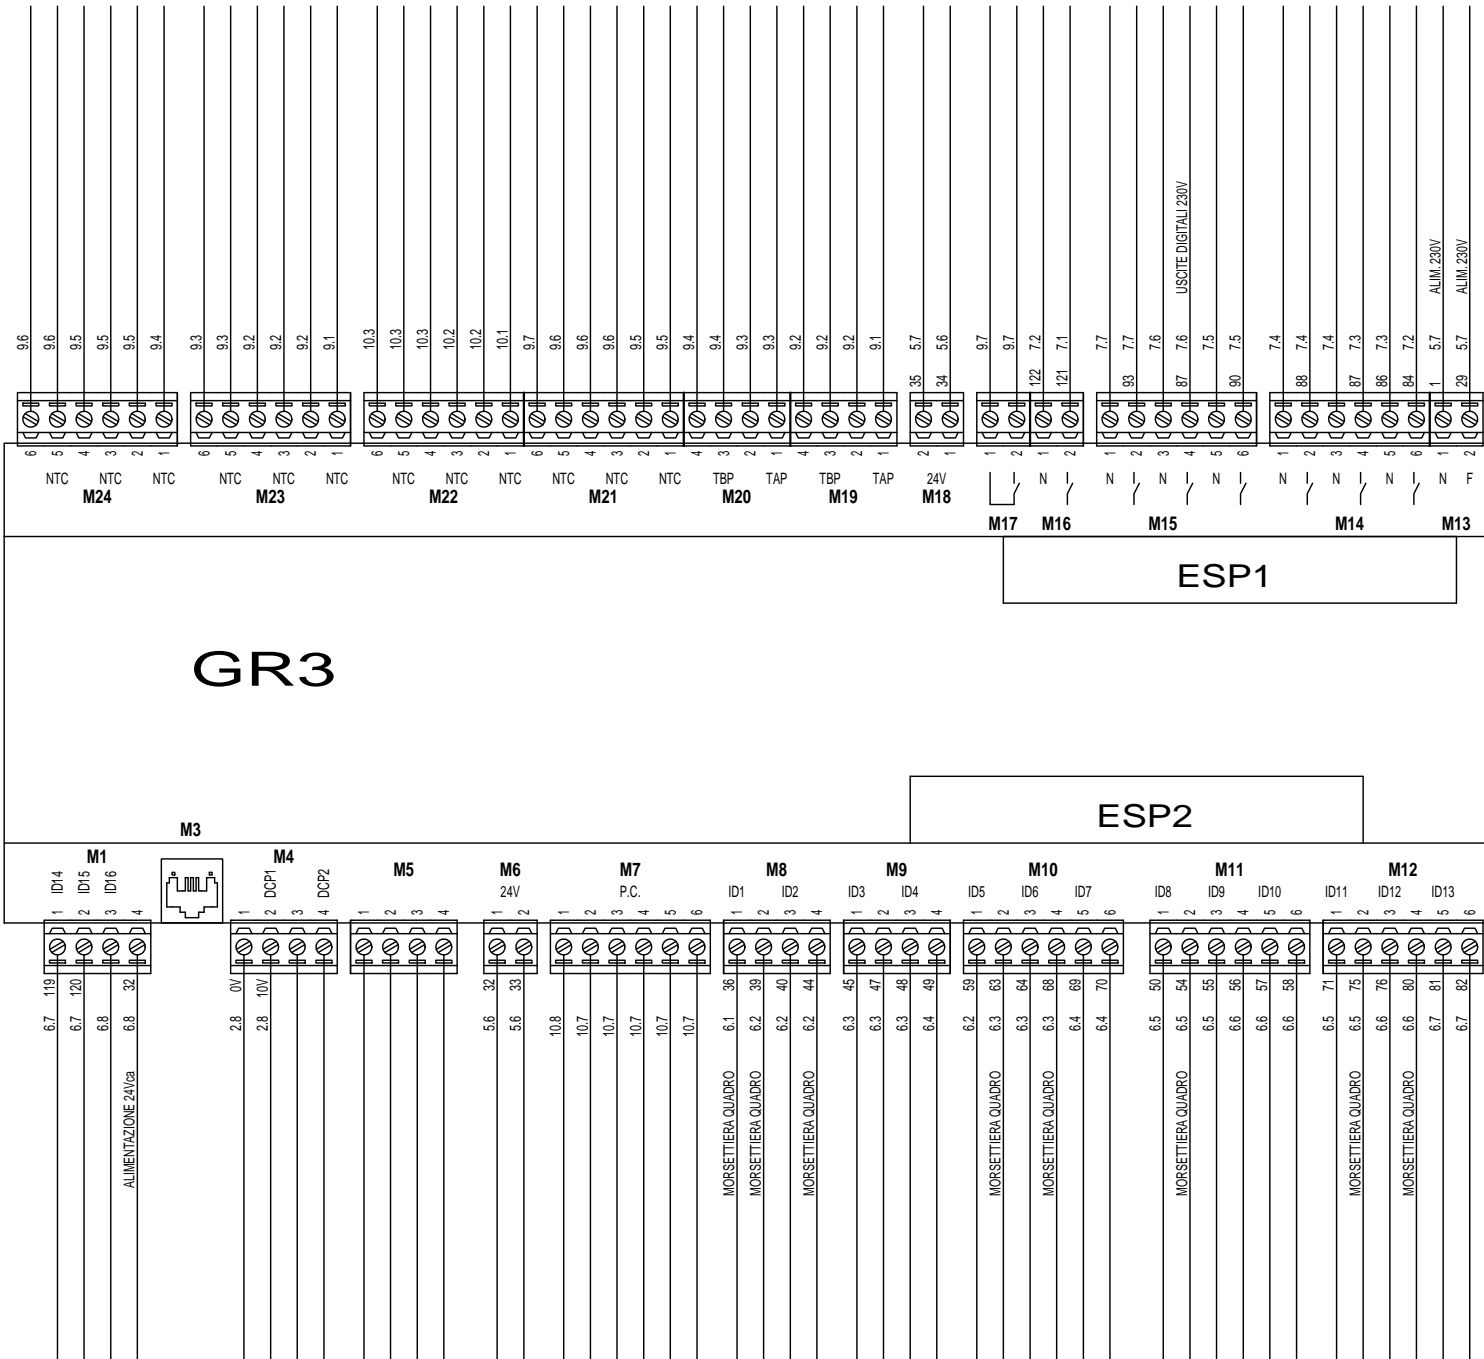 USCITE DIGITALI 230V
ALIM. 230V
ALIM. 230V
9.6 9.6 9.5 9.5 9.5 9.4 9.3 9.3 9.2 9.2 9.2 9.1 10.3 10.3 10.3 10.2 10.2 10.1 9.7 9.6 9.6 9.6 9.5 9.5 9.4 9.4 9.3 9.3 9.2 9.2 9.2 9.1 5.7 5.6 9.7 9.7 7.2 7.1 7.7 7.7 7.6 7.6 7.5 7.5 7.4 7.4 7.4 7.3 7.3 7.2 5.7 5.7
35 34 122 121 93 87 90 88 87 86 84 1 29
6 5 4 3 2 1 6 5 4 3 2 1 6 5 4 3 2 1 6 5 4 3 2 1 4 3 2 1 4 3 2 1 2 1 1 2 1 2 1 2 3 4 5 6 1 2 3 4 5 6 1 2
NTC NTC NTC NTC NTC NTC NTC NTC NTC NTC NTC NTC TBP TAP TBP TAP 24V N N N N N N N N F
M24 M23 M22 M21 M20 M19 M18
M17 M16 M15 M14 M13
ESP1
GR3
ESP2
M3
M1 M4 M5 M6 M7 M8 M9 M10 M11 M12
ID14 ID15 ID16 DCP1 DCP2 24V P.C. ID1 ID2 ID3 ID4 ID5 ID6 ID7 ID8 ID9 ID10 ID11 ID12 ID13
1 2 3 4 1 2 3 4 1 2 3 4 1 2 1 2 3 4 5 6 1 2 3 4 1 2 3 4 1 2 3 4 5 6 1 2 3 4 5 6 1 2 3 4 5 6
119 120 32 0V 10V 32 33 36 39 40 44 45 47 48 49 59 63 64 68 69 70 50 54 55 56 57 58 71 75 76 80 81 82
6.7 6.7 6.8 6.8 2.8 2.8 5.6 5.6 10.8 10.7 10.7 10.7 10.7 10.7 6.1 6.2 6.2 6.2 6.3 6.3 6.3 6.4 6.2 6.3 6.3 6.3 6.4 6.4 6.5 6.5 6.5 6.6 6.6 6.6 6.5 6.5 6.6 6.6 6.7 6.7
ALIMENTAZIONE 24Vca
MORSETTIERA QUADRO
MORSETTIERA QUADRO
MORSETTIERA QUADRO
MORSETTIERA QUADRO
MORSETTIERA QUADRO
MORSETTIERA QUADRO
MORSETTIERA QUADRO
MORSETTIERA QUADRO